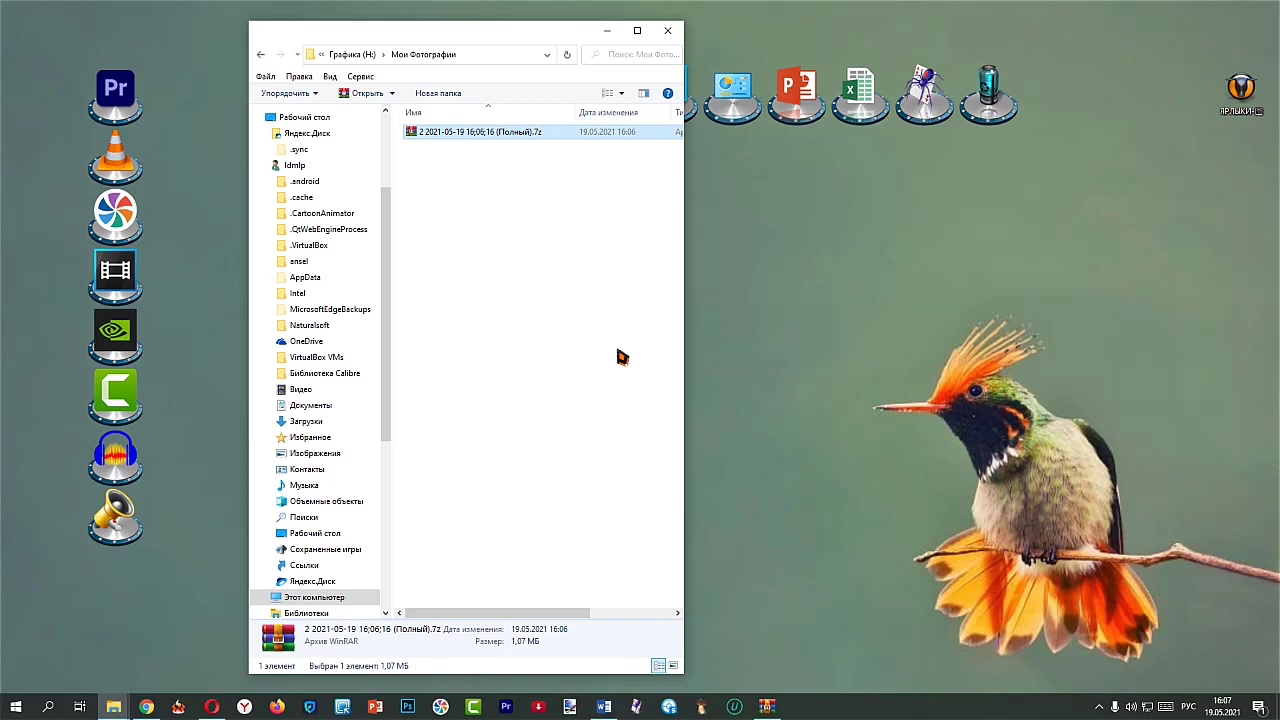 « Графика (H:) › Мои Фотографии
Поиск: Мои Фото...
Файл Правка Вид Сервис
Упорядочить Открыть Новая папка
Имя Дата изменения Ти
2 2021-05-19 16;06;16 (Полный).7z 19.05.2021 16:06 Ар
Рабочий стол
Яндекс.Диск
.sync
ldmlp
.android
.cache
.CartoonAnimator
.QtWebEngineProcess
.VirtualBox
ansel
AppData
Intel
MicrosoftEdgeBackups
Naturalsoft
OneDrive
VirtualBox VMs
Библиотека Calibre
Видео
Документы
Загрузки
Избранное
Изображения
Контакты
Музыка
Объемные объекты
Поиски
Рабочий стол
Сохраненные игры
Ссылки
Яндекс.Диск
Этот компьютер
Библиотеки
2 2021-05-19 16;06;16 (Полный).7z Дата изменения: 19.05.2021 16:06
Архив WinRAR Размер: 1,07 МБ
1 элемент Выбран 1 элемент: 1,07 МБ
Pr
P
X
C
ЯРЛЫКИ-
P
Ps
C
Pr
W
U
РУС
16:07
19.05.2021